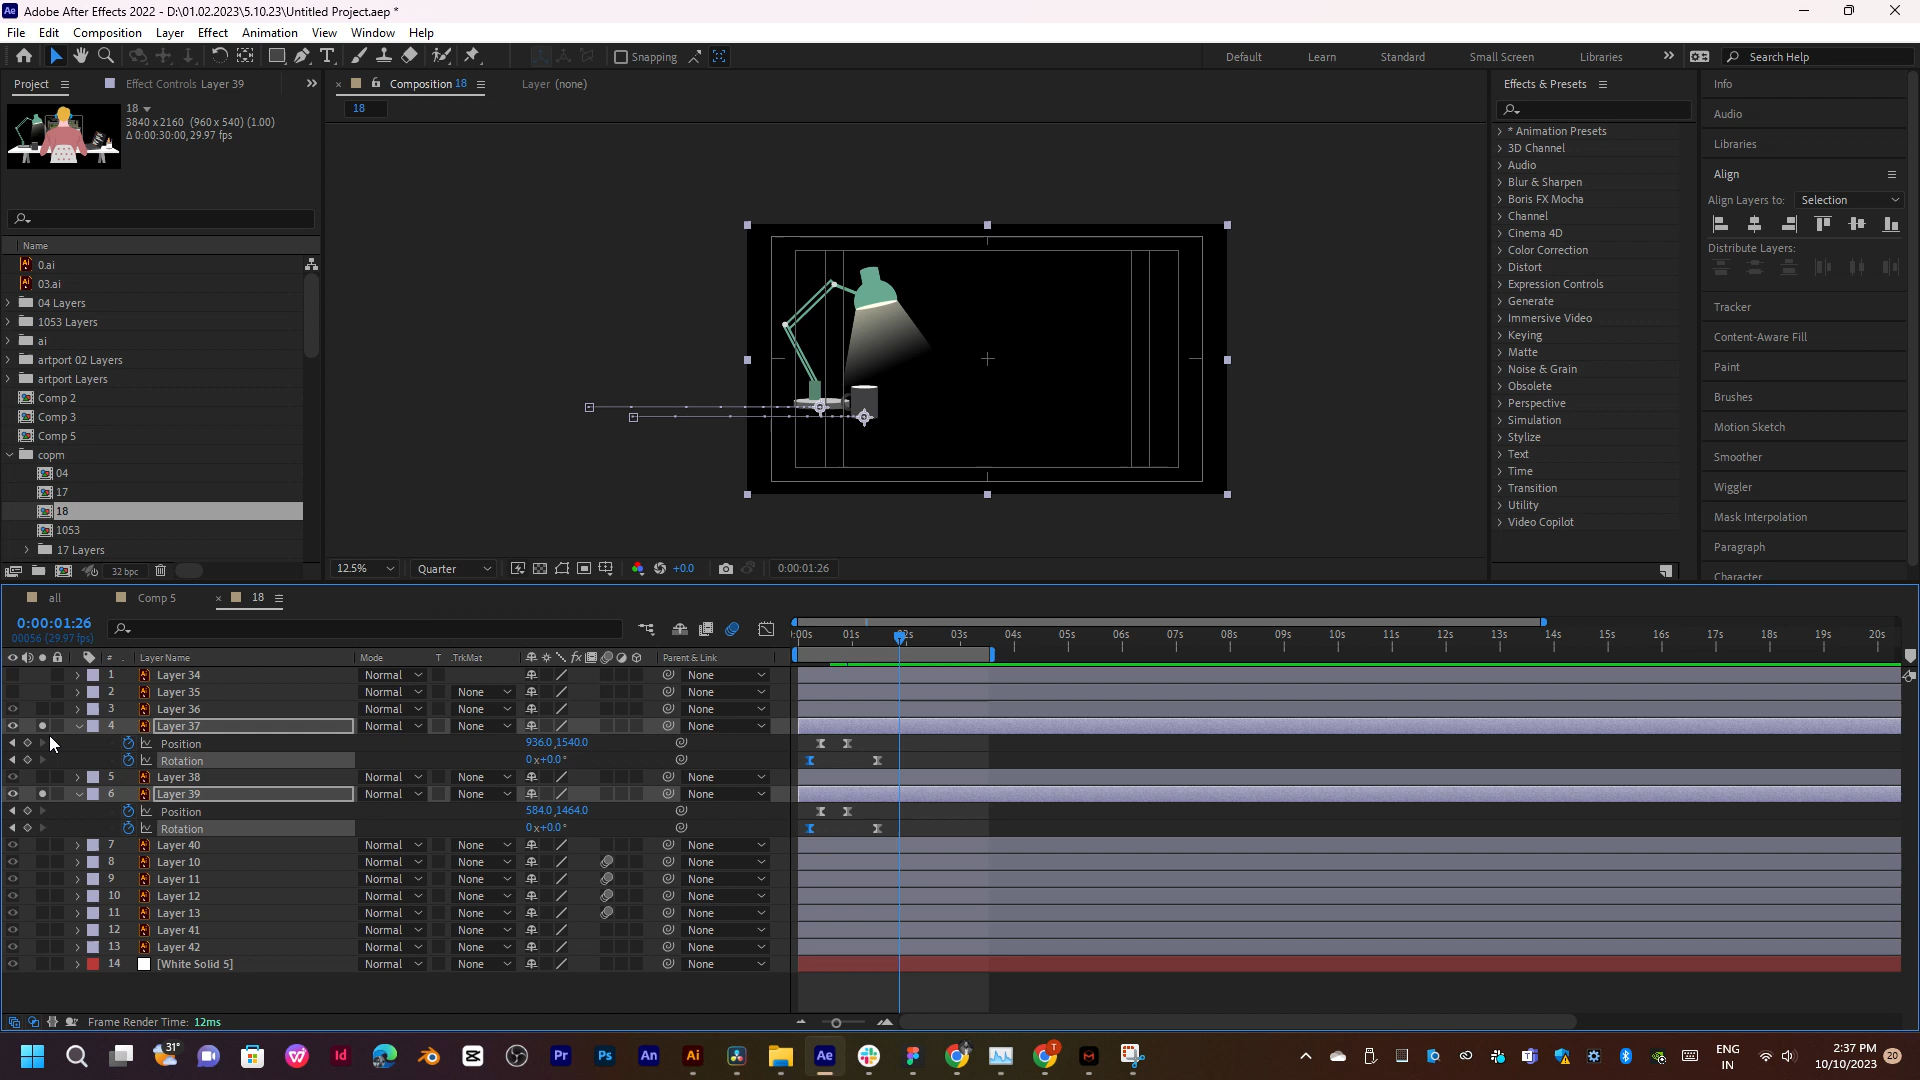 Adobe After Effects 2022 - D:\01.02.2023\5.10.23\Untitled Project.aep *
File Edit Composition Layer Effect Animation View Window Help
Snapping Default Learn Standard Small Screen Libraries Search Help
Project Effect Controls Layer 39 Composition 18 Layer (none) Effects & Presets Info
18
3840 x 2160 (960 x 540) (1.00)
Δ 0:00:30:00, 29.97 fps
18
Name
0.ai
03.ai
04 Layers
1053 Layers
ai
artport 02 Layers
artport Layers
Comp 2
Comp 3
Comp 5
copm
04
17
18
1053
17 Layers
32 bpc
12.5% Quarter +0.0 0:00:01:26
* Animation Presets
3D Channel
Audio
Blur & Sharpen
Boris FX Mocha
Channel
Cinema 4D
Color Correction
Distort
Expression Controls
Generate
Immersive Video
Keying
Matte
Noise & Grain
Obsolete
Perspective
Simulation
Stylize
Text
Time
Transition
Utility
Video Copilot
Audio
Libraries
Align
Align Layers to: Selection
Distribute Layers:
Tracker
Content-Aware Fill
Paint
Brushes
Motion Sketch
Smoother
Wiggler
Mask Interpolation
Paragraph
Character
all Comp 5 18
0:00:01:26
00056 (29.97 fps)
01s 02s 03s 04s 05s 06s 07s 08s 09s 10s 11s 12s 13s 14s 15s 16s 17s 18s 19s 20s
# Layer Name Mode T .TrkMat Parent & Link
1 Layer 34 Normal None
2 Layer 35 Normal None None
3 Layer 36 Normal None None
4 Layer 37 Normal None None
Position 936.0,1540.0
Rotation 0x+0.0°
5 Layer 38 Normal None None
6 Layer 39 Normal None None
Position 584.0,1464.0
Rotation 0x+0.0°
7 Layer 40 Normal None None
8 Layer 10 Normal None None
9 Layer 11 Normal None None
10 Layer 12 Normal None None
11 Layer 13 Normal None None
12 Layer 41 Normal None None
13 Layer 42 Normal None None
14 [White Solid 5] Normal None None
Frame Render Time: 12ms
31° ENG IN 2:37 PM 10/10/2023 20